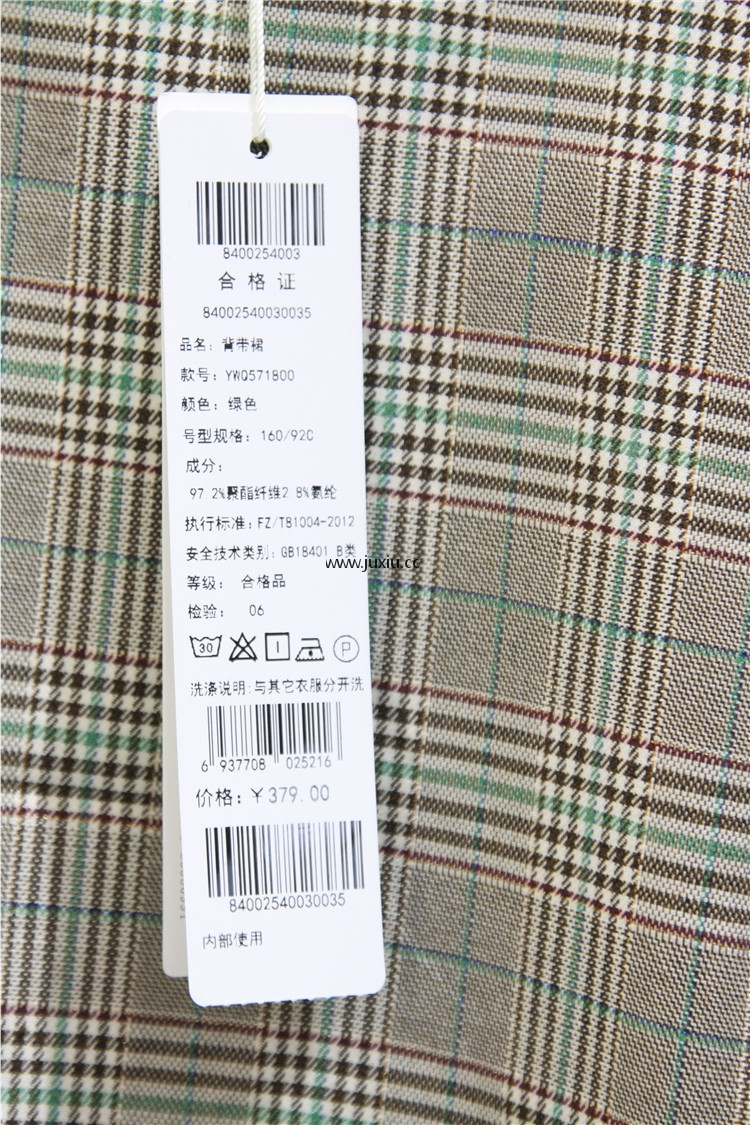 8400254003
合格证
84002540030035
品名：背带裙
款号：YWQ571800
颜色：绿色
号型规格：160/92C
成分：
97.2%聚酯纤维2.8%氨纶
执行标准：FZ/T81004-2012
安全技术类别：GB18401 B类
www.juxiu.cc
等级： 合格品
检验： 06
30 P
洗涤说明:与其它衣服分开洗
6 937708 025216
价格：￥379.00
84002540030035
内部使用